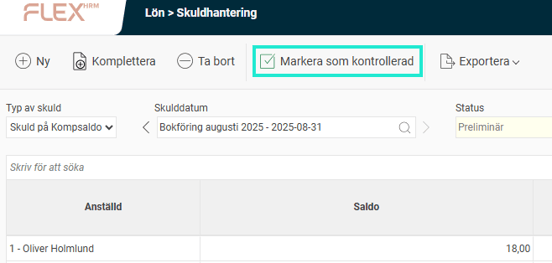 FLEX HRM
Lön > Skuldhantering
Ny Komplettera Ta bort Markera som kontrollerad Exportera
Typ av skuld Skulddatum Status
Skuld på Kompsaldo Bokföring augusti 2025 - 2025-08-31 Preliminär
Skriv för att söka
Anställd Saldo
1 - Oliver Holmlund 18,00